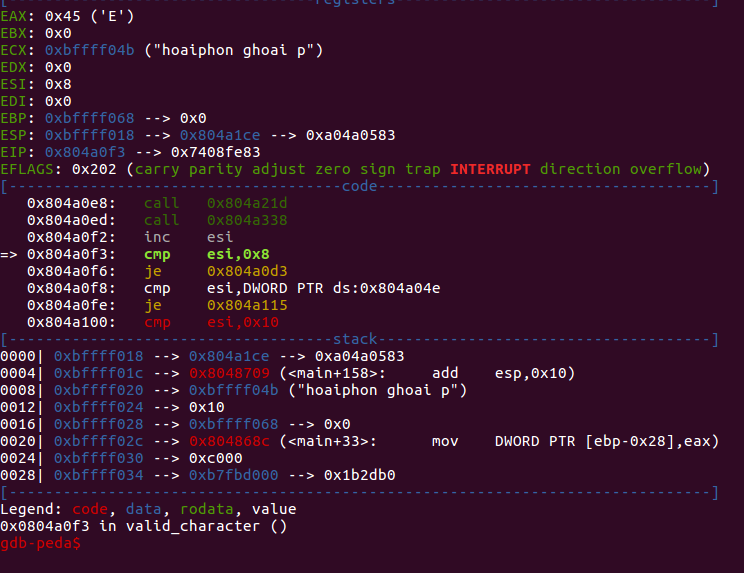 [----------------------------------registers-----------------------------------]
EAX: 0x45 ('E')
EBX: 0x0
ECX: 0xbffff04b ("hoaiphon ghoai p")
EDX: 0x0
ESI: 0x8
EDI: 0x0
EBP: 0xbffff068 --> 0x0
ESP: 0xbffff018 --> 0x804a1ce --> 0xa04a0583
EIP: 0x804a0f3 --> 0x7408fe83
EFLAGS: 0x202 (carry parity adjust zero sign trap INTERRUPT direction overflow)
[-------------------------------------code-------------------------------------]
   0x804a0e8:	call   0x804a21d
   0x804a0ed:	call   0x804a338
   0x804a0f2:	inc    esi
=> 0x804a0f3:	cmp    esi,0x8
   0x804a0f6:	je     0x804a0d3
   0x804a0f8:	cmp    esi,DWORD PTR ds:0x804a04e
   0x804a0fe:	je     0x804a115
   0x804a100:	cmp    esi,0x10
[------------------------------------stack-------------------------------------]
0000| 0xbffff018 --> 0x804a1ce --> 0xa04a0583
0004| 0xbffff01c --> 0x8048709 (<main+158>:	add    esp,0x10)
0008| 0xbffff020 --> 0xbffff04b ("hoaiphon ghoai p")
0012| 0xbffff024 --> 0x10
0016| 0xbffff028 --> 0xbffff068 --> 0x0
0020| 0xbffff02c --> 0x804868c (<main+33>:	mov    DWORD PTR [ebp-0x28],eax)
0024| 0xbffff030 --> 0xc000
0028| 0xbffff034 --> 0xb7fbd000 --> 0x1b2db0
[------------------------------------------------------------------------------]
Legend: code, data, rodata, value
0x0804a0f3 in valid_character ()
gdb-peda$